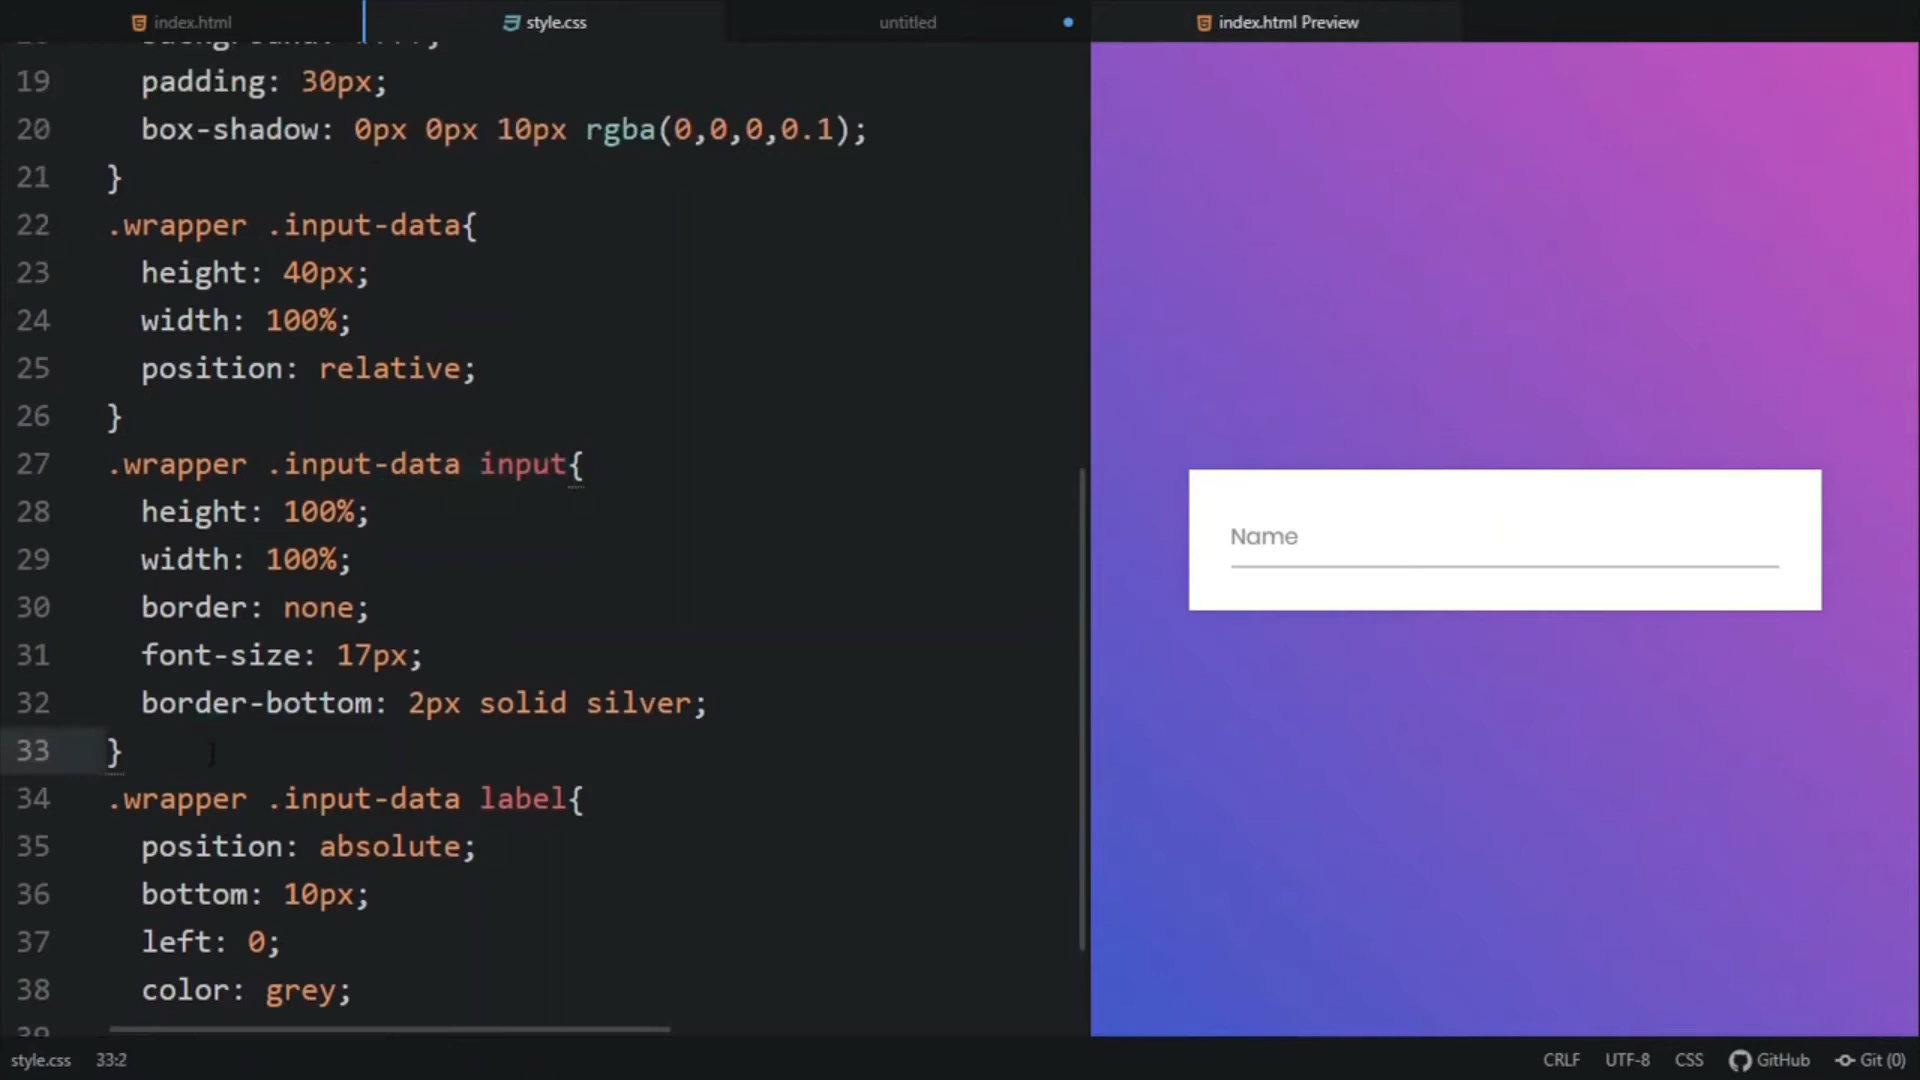 index.html
style.css
untitled
index.html Preview
19 padding: 30px;
20 box-shadow: 0px 0px 10px rgba(0,0,0,0.1);
21 }
22 .wrapper .input-data{
23 height: 40px;
24 width: 100%;
25 position: relative;
26 }
27 .wrapper .input-data input{
28 height: 100%;
29 width: 100%;
30 border: none;
31 font-size: 17px;
32 border-bottom: 2px solid silver;
33 }
34 .wrapper .input-data label{
35 position: absolute;
36 bottom: 10px;
37 left: 0;
38 color: grey;
Name
style.css 33:2
CRLF UTF-8 CSS GitHub Git (0)